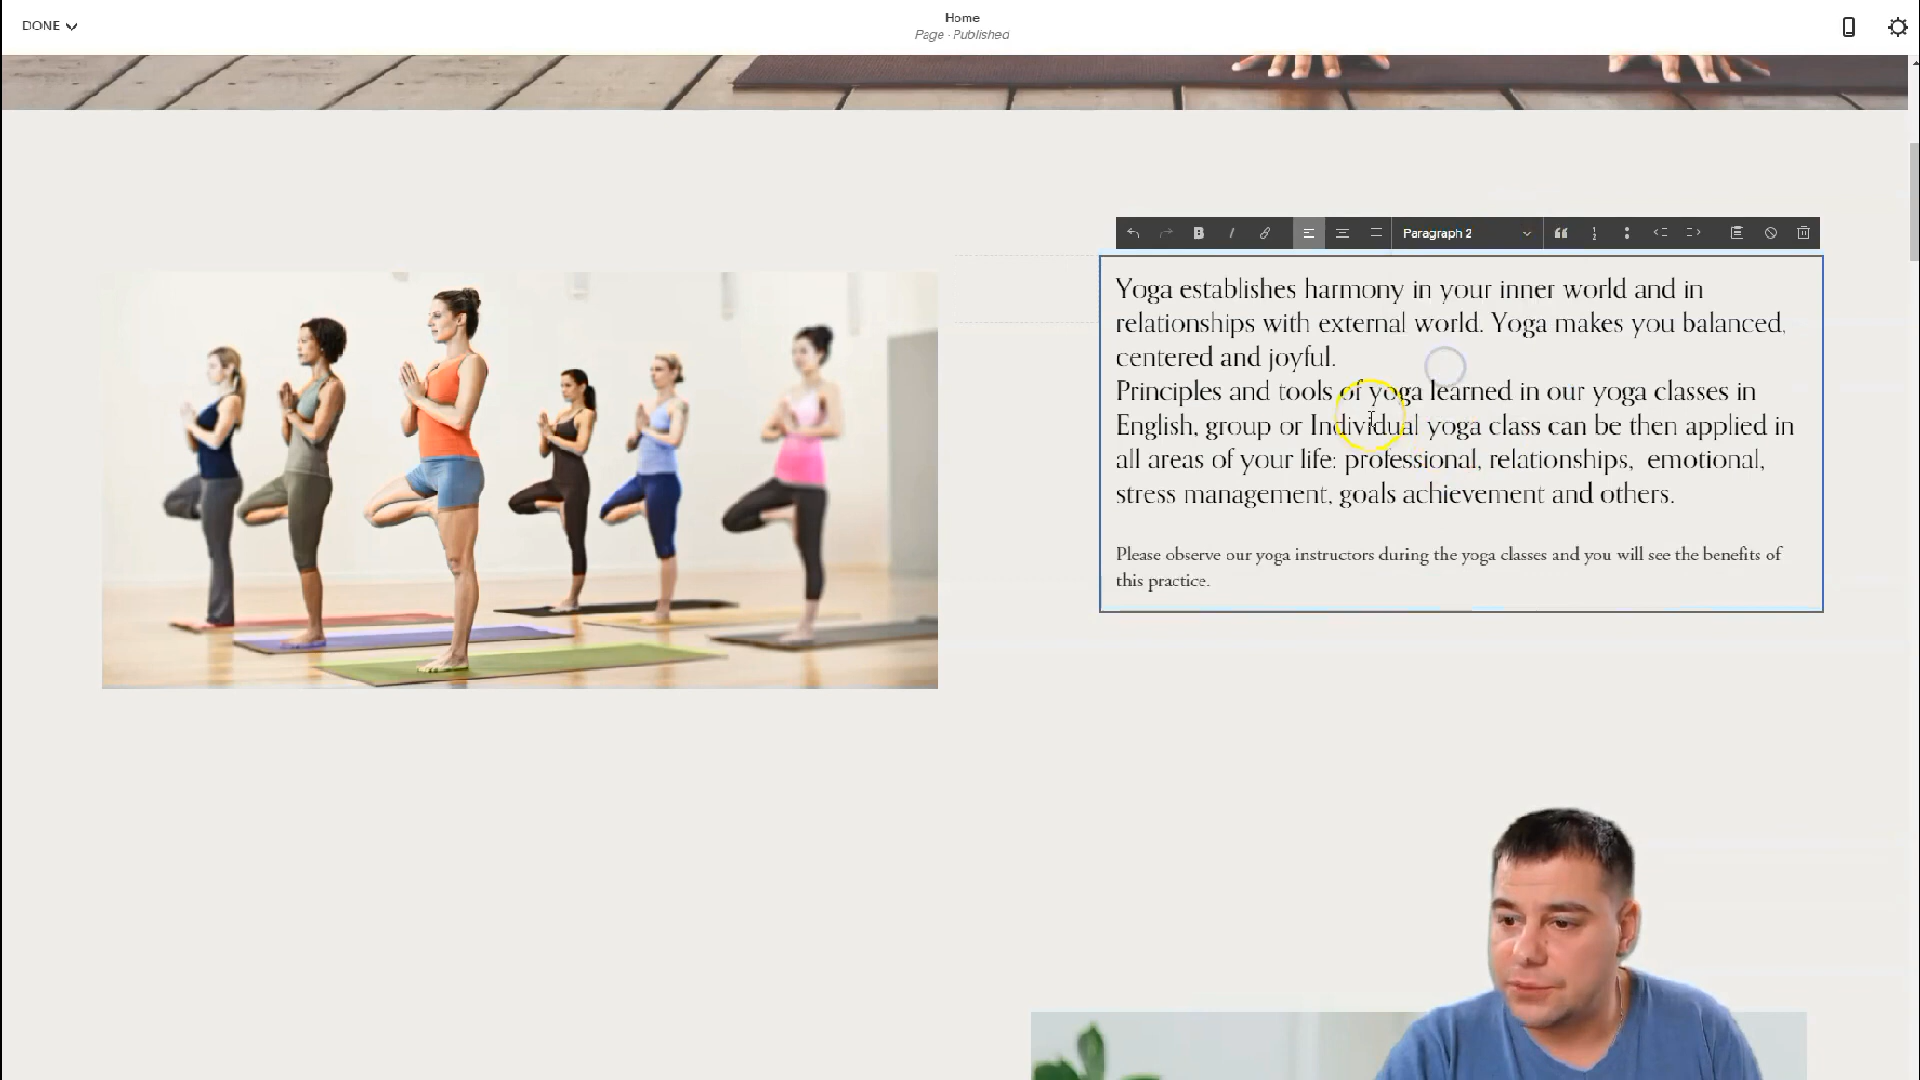 DONE
Home
Page · Published
B I Paragraph 2
Yoga establishes harmony in your inner world and in
relationships with external world. Yoga makes you balanced,
centered and joyful.
Principles and tools of yoga learned in our yoga classes in
English, group or Individual yoga class can be then applied in
all areas of your life: professional, relationships, emotional,
stress management, goals achievement and others.
Please observe our yoga instructors during the yoga classes and you will see the benefits of
this practice.